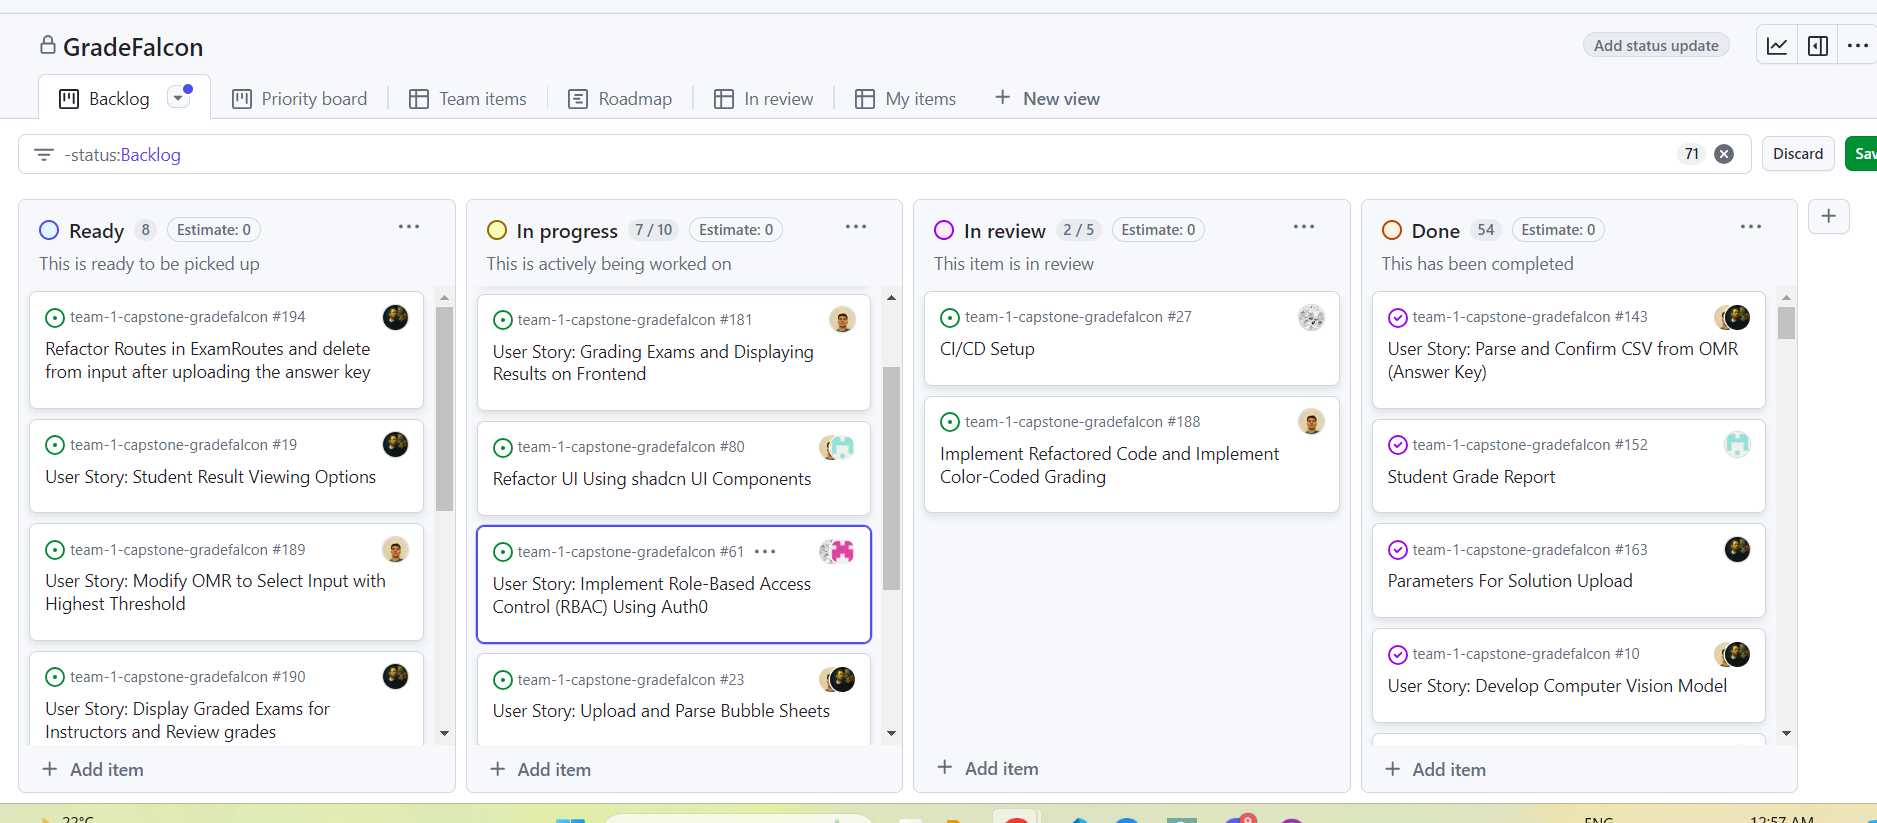 GradeFalcon
Add status update
Backlog
Priority board
Team items
Roadmap
In review
My items
New view
-status:Backlog
71
Discard
Sav
Ready 8 Estimate: 0
This is ready to be picked up
team-1-capstone-gradefalcon #194
Refactor Routes in ExamRoutes and delete
from input after uploading the answer key
team-1-capstone-gradefalcon #19
User Story: Student Result Viewing Options
team-1-capstone-gradefalcon #189
User Story: Modify OMR to Select Input with
Highest Threshold
team-1-capstone-gradefalcon #190
User Story: Display Graded Exams for
Instructors and Review grades
Add item
In progress 7 / 10 Estimate: 0
This is actively being worked on
team-1-capstone-gradefalcon #181
User Story: Grading Exams and Displaying
Results on Frontend
team-1-capstone-gradefalcon #80
Refactor UI Using shadcn UI Components
team-1-capstone-gradefalcon #61
User Story: Implement Role-Based Access
Control (RBAC) Using Auth0
team-1-capstone-gradefalcon #23
User Story: Upload and Parse Bubble Sheets
Add item
In review 2 / 5 Estimate: 0
This item is in review
team-1-capstone-gradefalcon #27
CI/CD Setup
team-1-capstone-gradefalcon #188
Implement Refactored Code and Implement
Color-Coded Grading
Add item
Done 54 Estimate: 0
This has been completed
team-1-capstone-gradefalcon #143
User Story: Parse and Confirm CSV from OMR
(Answer Key)
team-1-capstone-gradefalcon #152
Student Grade Report
team-1-capstone-gradefalcon #163
Parameters For Solution Upload
team-1-capstone-gradefalcon #10
User Story: Develop Computer Vision Model
Add item
22°C
9
ENG
12:57 AM